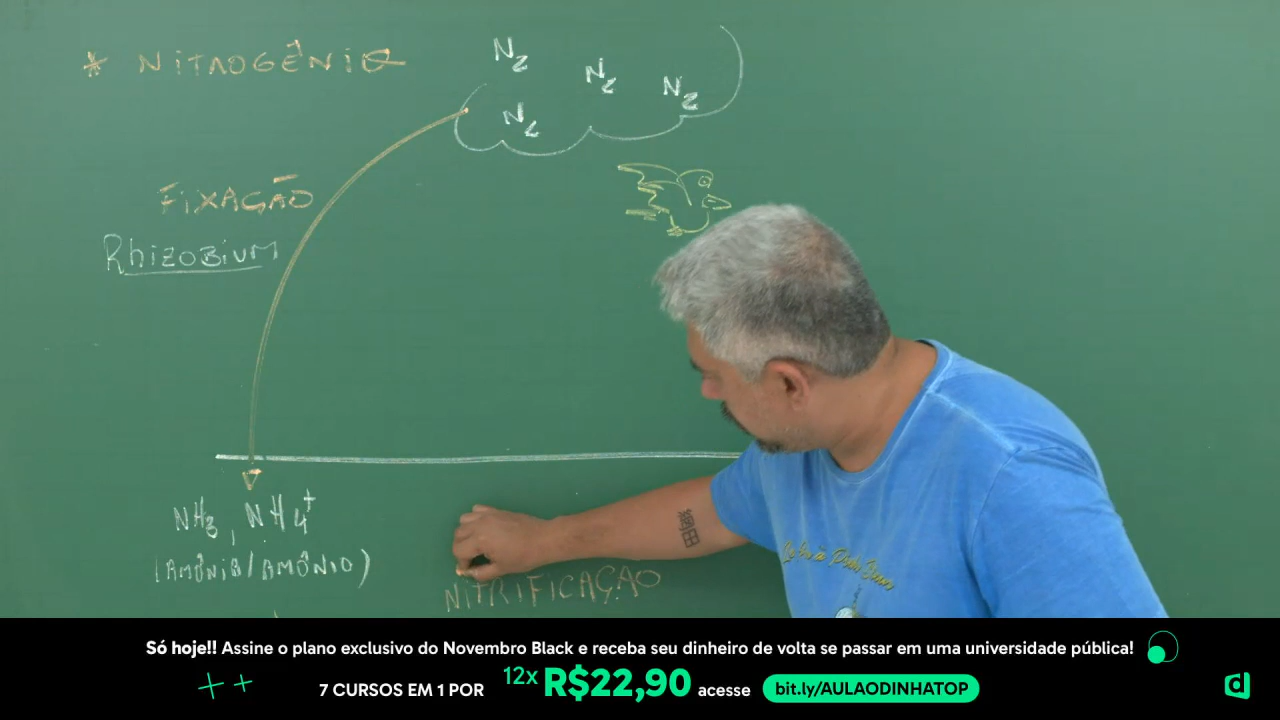 * NITROGÊNIO
N2
N2
N2
N2
FIXAÇÃO
Rhizobium
NH3, NH4+
(AMÔNIA/AMÔNIO)
NITRIFICAÇÃO
Só hoje!! Assine o plano exclusivo do Novembro Black e receba seu dinheiro de volta se passar em uma universidade pública!
7 CURSOS EM 1 POR 12x R$22,90 acesse bit.ly/AULAODINHATOP
d